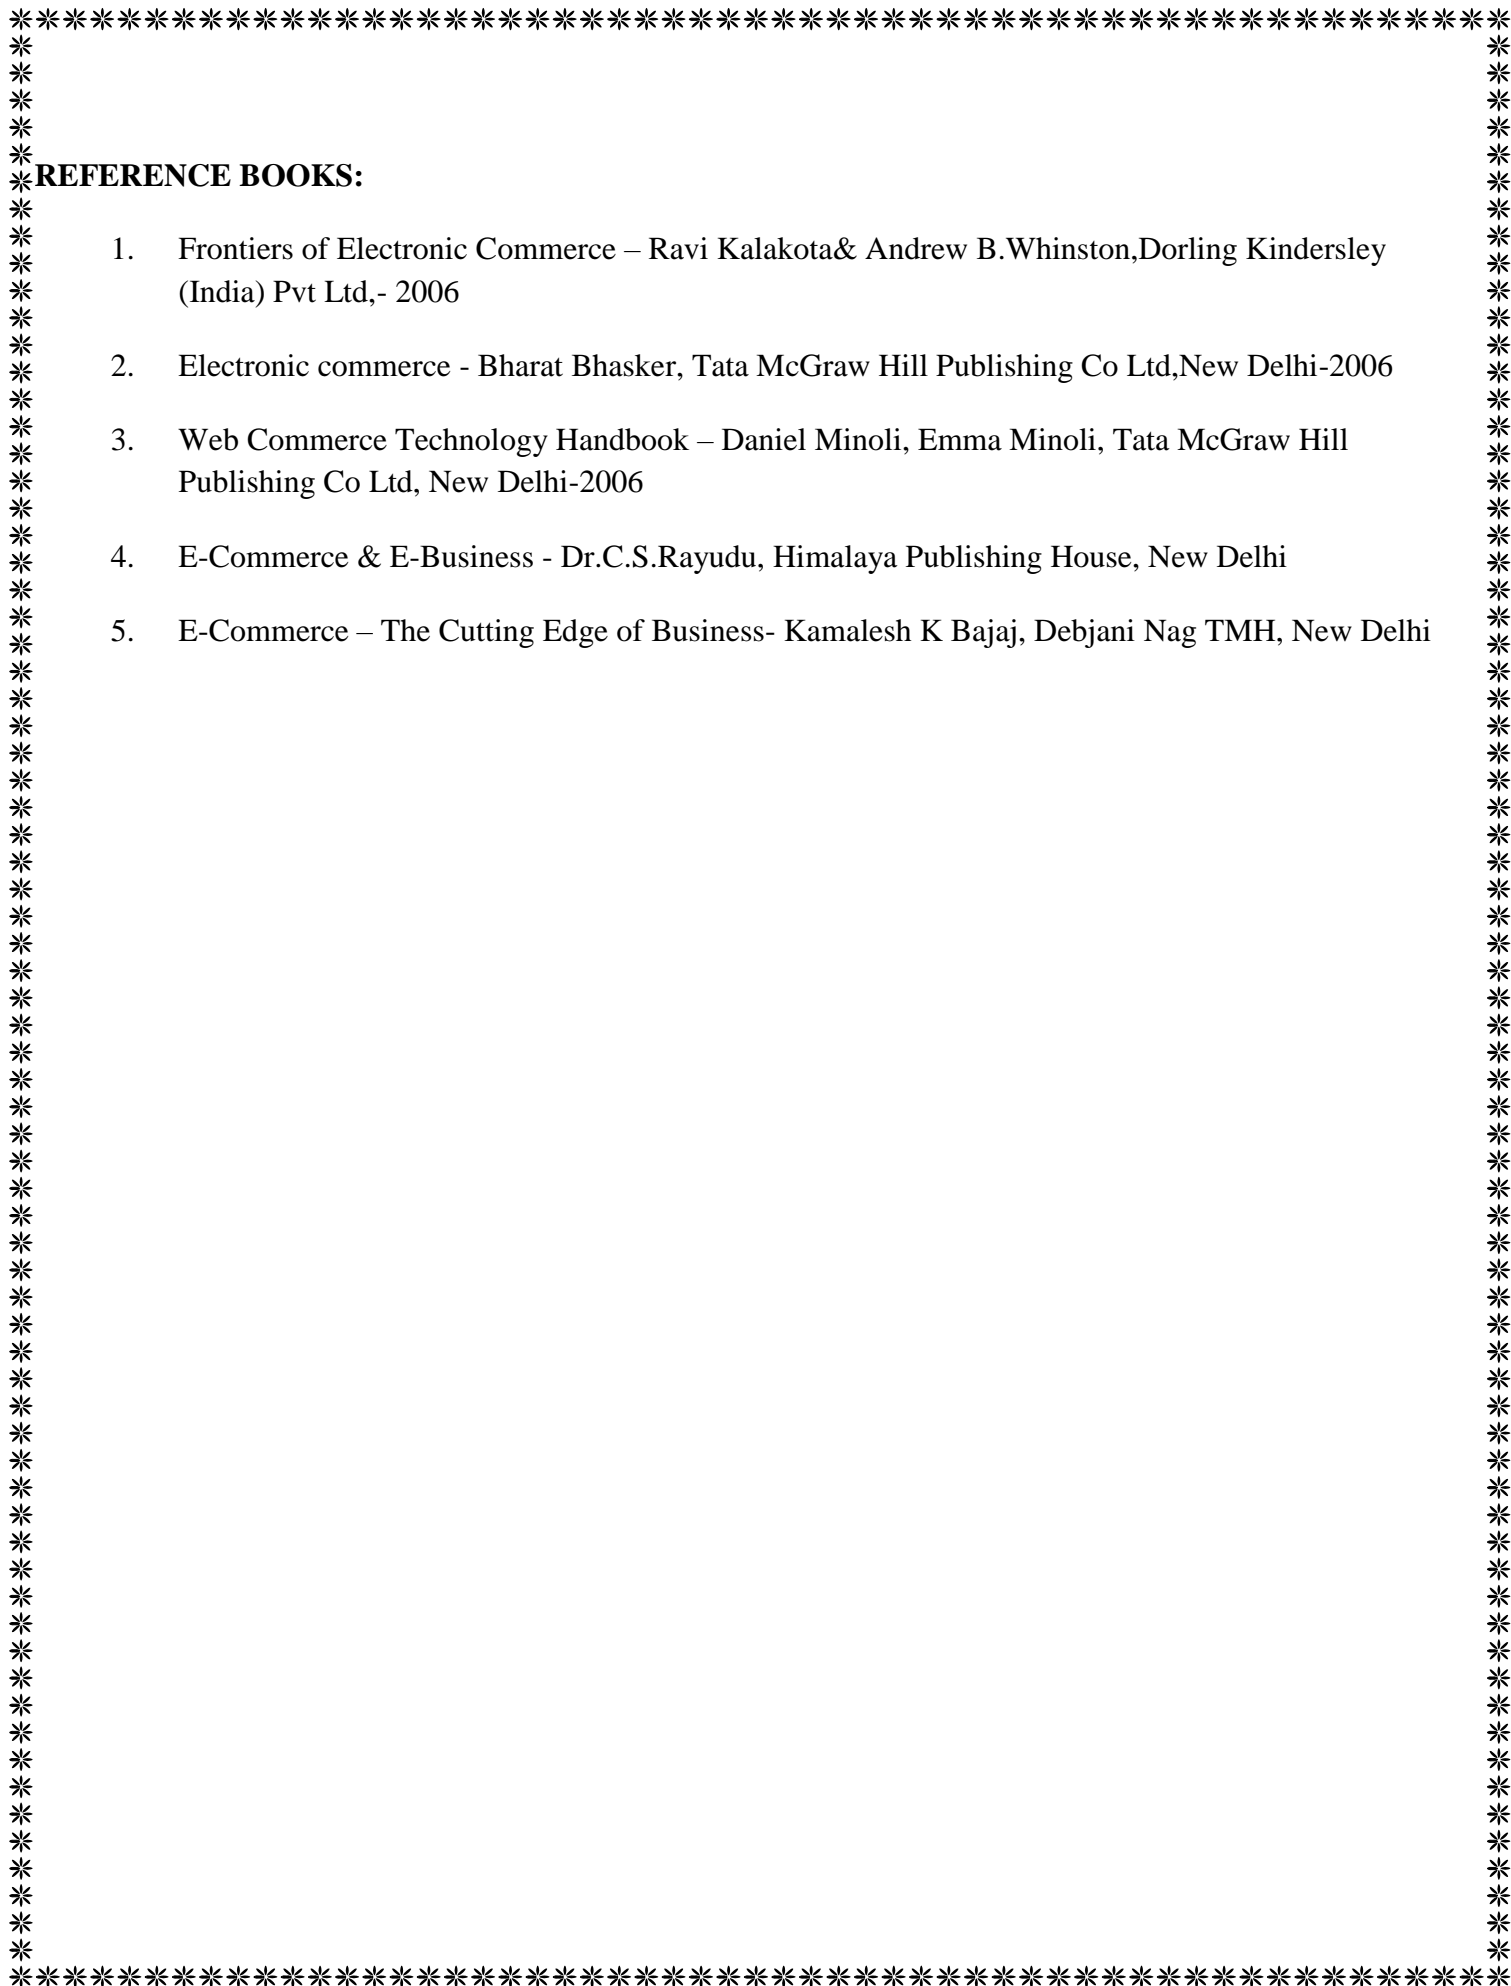 REFERENCE BOOKS:
1. Frontiers of Electronic Commerce – Ravi Kalakota& Andrew B.Whinston,Dorling Kindersley
(India) Pvt Ltd,- 2006
2. Electronic commerce - Bharat Bhasker, Tata McGraw Hill Publishing Co Ltd,New Delhi-2006
3. Web Commerce Technology Handbook – Daniel Minoli, Emma Minoli, Tata McGraw Hill
Publishing Co Ltd, New Delhi-2006
4. E-Commerce & E-Business - Dr.C.S.Rayudu, Himalaya Publishing House, New Delhi
5. E-Commerce – The Cutting Edge of Business- Kamalesh K Bajaj, Debjani Nag TMH, New Delhi